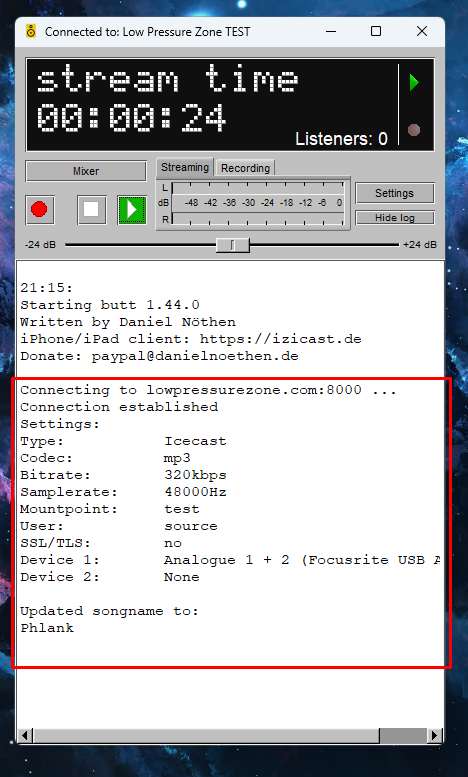 Connected to: Low Pressure Zone TEST
stream time
00:00:24
Listeners: 0
Mixer
Streaming
Recording
Settings
Hide log
L
dB
R
-48 -42 -36 -30 -24 -18 -12 -6 0
-24 dB
+24 dB
21:15:
Starting butt 1.44.0
Written by Daniel Nöthen
iPhone/iPad client: https://izicast.de
Donate: paypal@danielnoethen.de
Connecting to lowpressurezone.com:8000 ...
Connection established
Settings:
Type: Icecast
Codec: mp3
Bitrate: 320kbps
Samplerate: 48000Hz
Mountpoint: test
User: source
SSL/TLS: no
Device 1: Analogue 1 + 2 (Focusrite USB A
Device 2: None
Updated songname to:
Phlank